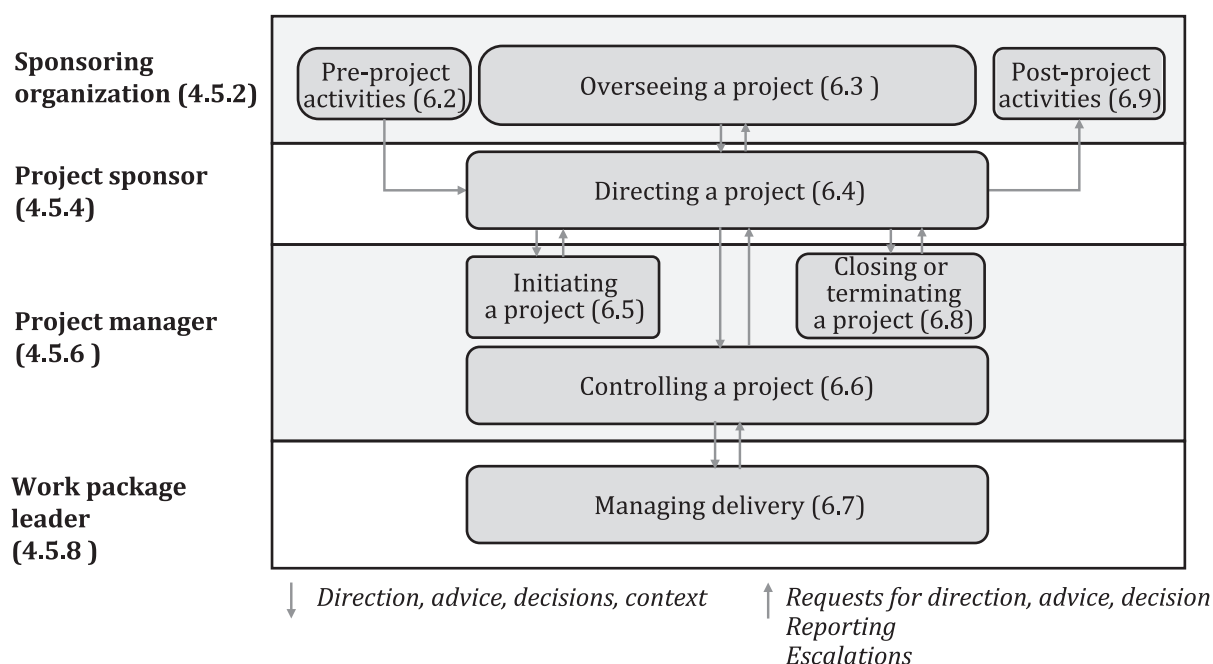 Sponsoring
organization (4.5.2)
Pre-project
activities (6.2)
Overseeing a project (6.3 )
Post-project
activities (6.9)
Project sponsor
(4.5.4)
Directing a project (6.4)
Project manager
(4.5.6 )
Initiating
a project (6.5)
Closing or
terminating
a project (6.8)
Controlling a project (6.6)
Work package
leader
(4.5.8 )
Managing delivery (6.7)
Direction, advice, decisions, context
Requests for direction, advice, decision
Reporting
Escalations